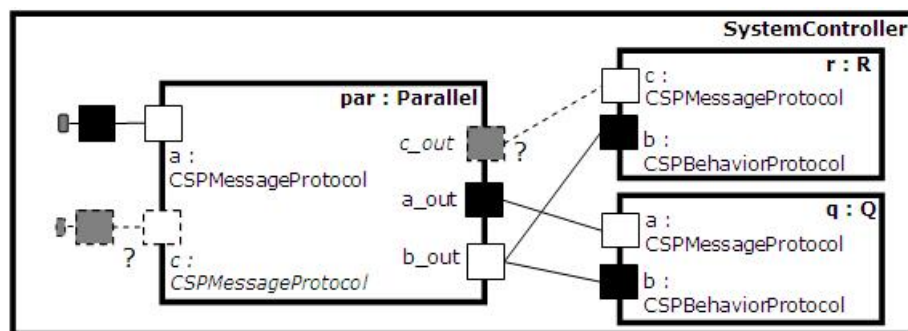 SystemController
r : R
par : Parallel
c :
CSPMessageProtocol
c_out
?
b :
CSPBehaviorProtocol
a :
CSPMessageProtocol
a_out
q : Q
a :
CSPMessageProtocol
?
b_out
b :
CSPBehaviorProtocol
c :
CSPMessageProtocol